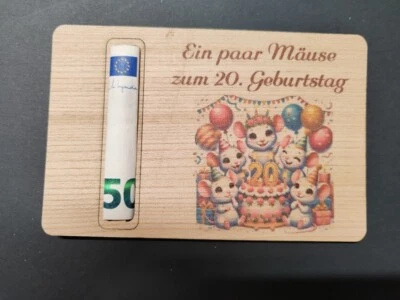 Ein paar Mäuse
zum 20. Geburtstag
20
50